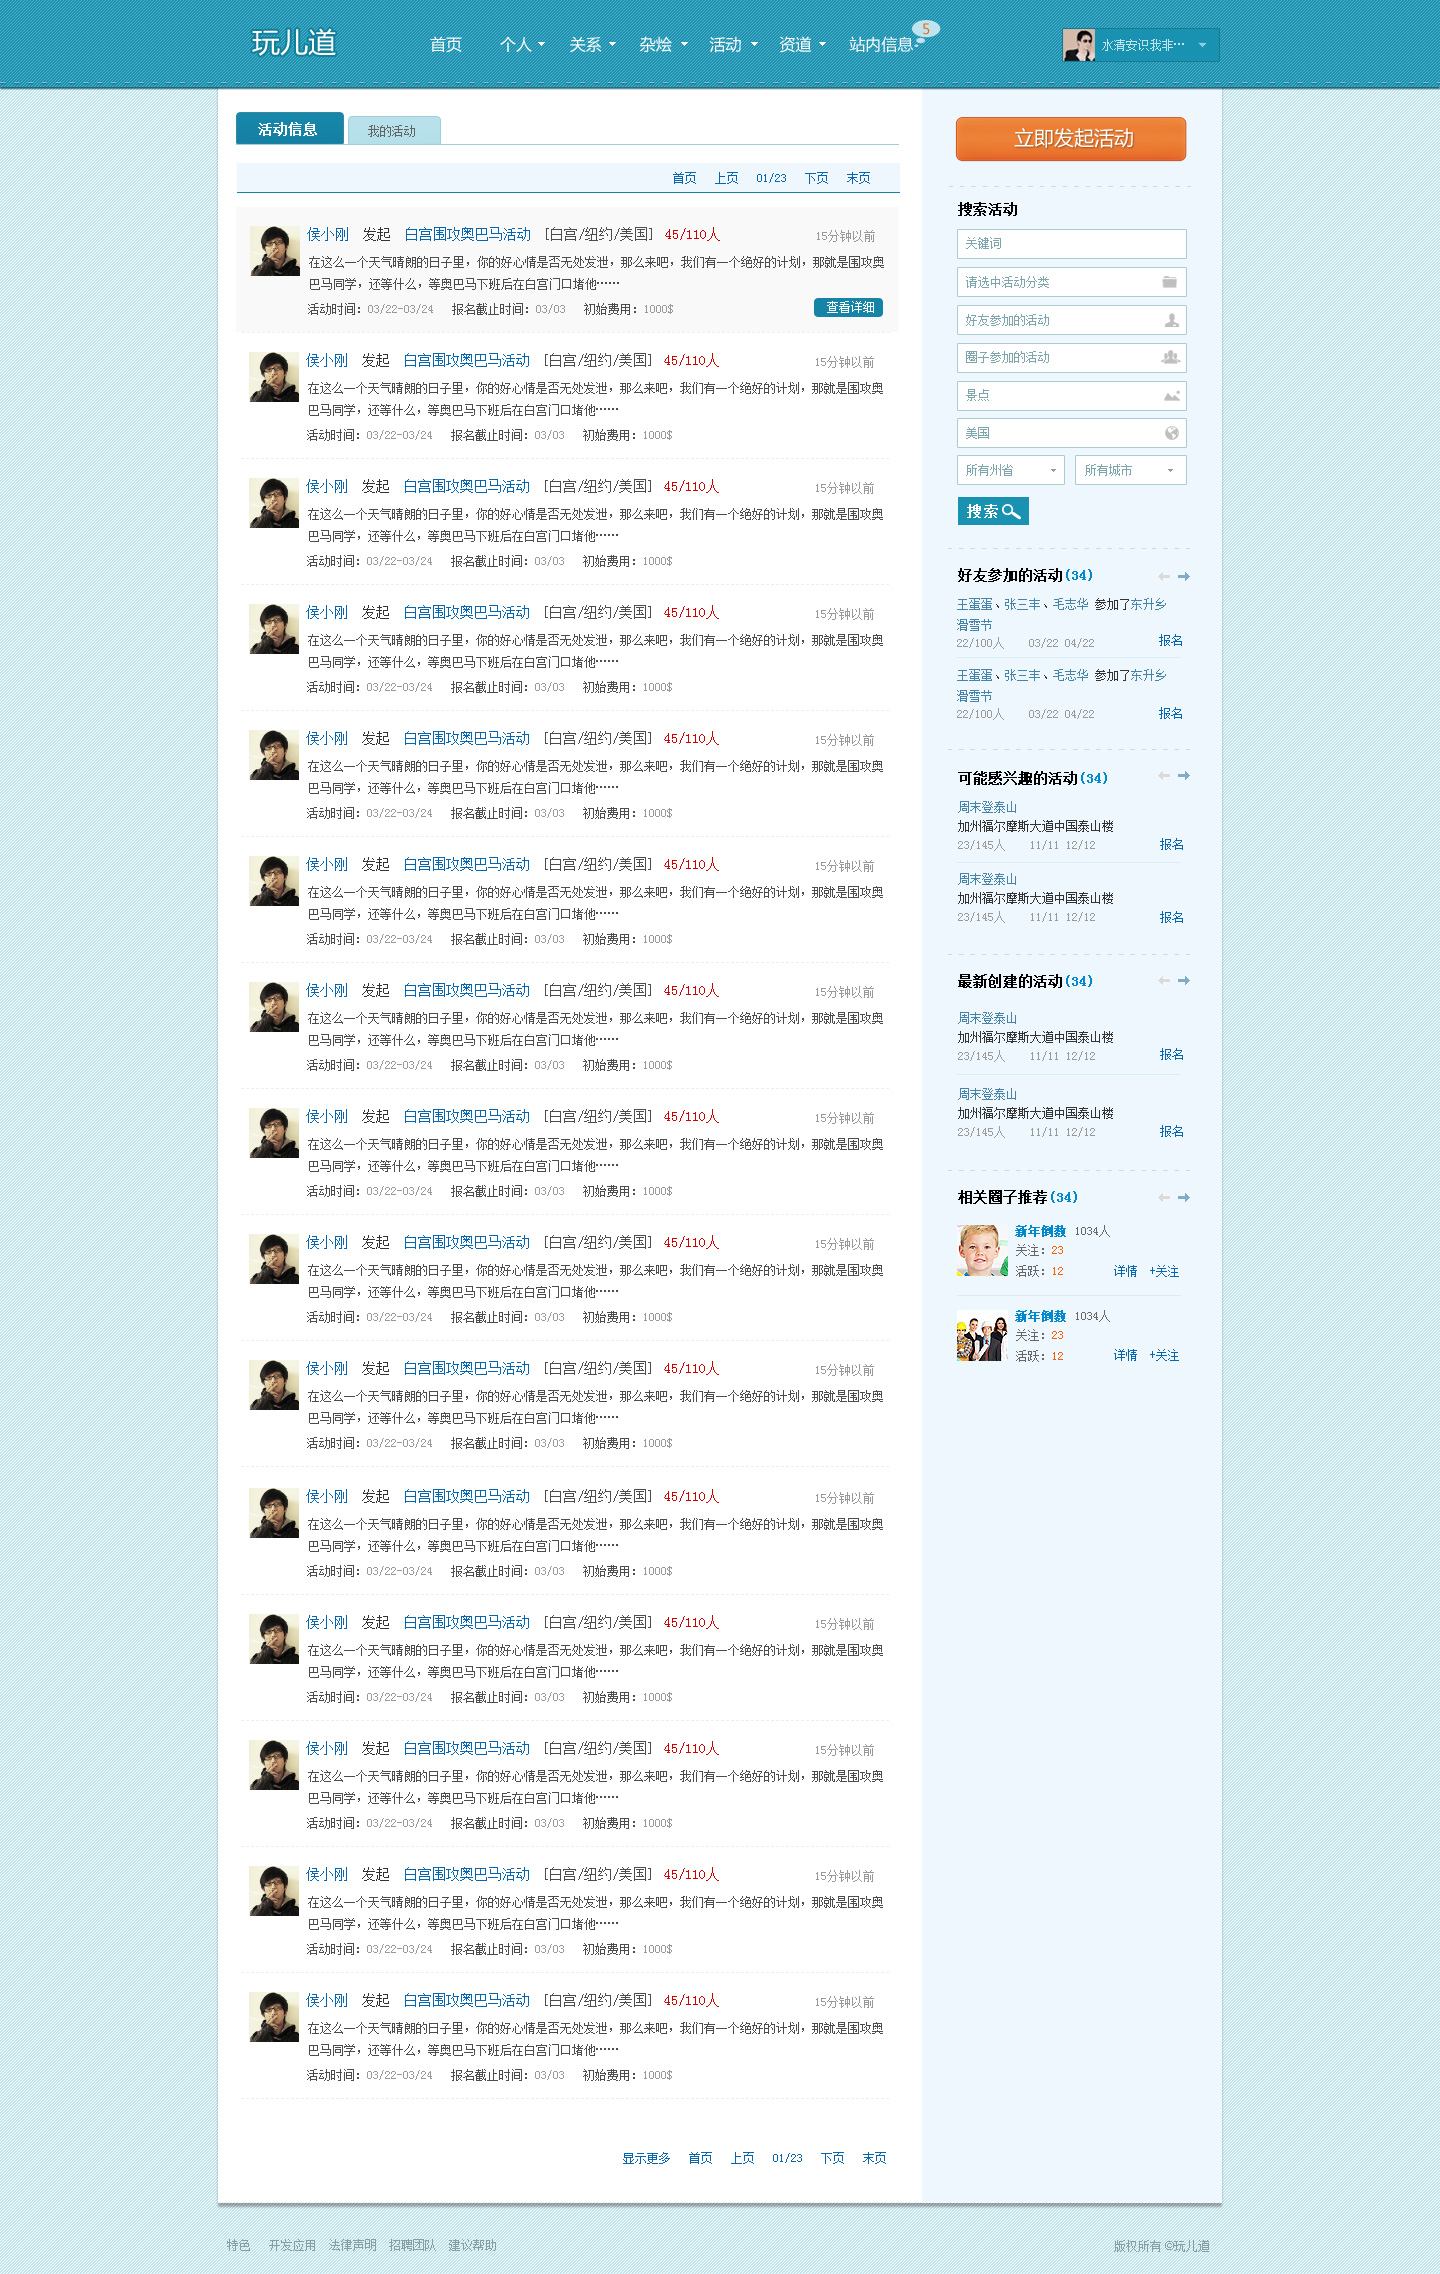 玩儿道
首页 个人 关系 杂烩 活动 资道 站内信息 5
水清安识我非…
活动信息 我的活动
首页 上页 01/23 下页 末页
侯小刚 发起 白宫围攻奥巴马活动 [白宫/纽约/美国] 45/110人 15分钟以前
在这么一个天气晴朗的日子里，你的好心情是否无处发泄，那么来吧，我们有一个绝好的计划，那就是围攻奥
巴马同学，还等什么，等奥巴马下班后在白宫门口堵他……
活动时间：03/22-03/24 报名截止时间：03/03 初始费用：1000$ 查看详细
侯小刚 发起 白宫围攻奥巴马活动 [白宫/纽约/美国] 45/110人 15分钟以前
在这么一个天气晴朗的日子里，你的好心情是否无处发泄，那么来吧，我们有一个绝好的计划，那就是围攻奥
巴马同学，还等什么，等奥巴马下班后在白宫门口堵他……
活动时间：03/22-03/24 报名截止时间：03/03 初始费用：1000$
侯小刚 发起 白宫围攻奥巴马活动 [白宫/纽约/美国] 45/110人 15分钟以前
在这么一个天气晴朗的日子里，你的好心情是否无处发泄，那么来吧，我们有一个绝好的计划，那就是围攻奥
巴马同学，还等什么，等奥巴马下班后在白宫门口堵他……
活动时间：03/22-03/24 报名截止时间：03/03 初始费用：1000$
侯小刚 发起 白宫围攻奥巴马活动 [白宫/纽约/美国] 45/110人 15分钟以前
在这么一个天气晴朗的日子里，你的好心情是否无处发泄，那么来吧，我们有一个绝好的计划，那就是围攻奥
巴马同学，还等什么，等奥巴马下班后在白宫门口堵他……
活动时间：03/22-03/24 报名截止时间：03/03 初始费用：1000$
侯小刚 发起 白宫围攻奥巴马活动 [白宫/纽约/美国] 45/110人 15分钟以前
在这么一个天气晴朗的日子里，你的好心情是否无处发泄，那么来吧，我们有一个绝好的计划，那就是围攻奥
巴马同学，还等什么，等奥巴马下班后在白宫门口堵他……
活动时间：03/22-03/24 报名截止时间：03/03 初始费用：1000$
侯小刚 发起 白宫围攻奥巴马活动 [白宫/纽约/美国] 45/110人 15分钟以前
在这么一个天气晴朗的日子里，你的好心情是否无处发泄，那么来吧，我们有一个绝好的计划，那就是围攻奥
巴马同学，还等什么，等奥巴马下班后在白宫门口堵他……
活动时间：03/22-03/24 报名截止时间：03/03 初始费用：1000$
侯小刚 发起 白宫围攻奥巴马活动 [白宫/纽约/美国] 45/110人 15分钟以前
在这么一个天气晴朗的日子里，你的好心情是否无处发泄，那么来吧，我们有一个绝好的计划，那就是围攻奥
巴马同学，还等什么，等奥巴马下班后在白宫门口堵他……
活动时间：03/22-03/24 报名截止时间：03/03 初始费用：1000$
侯小刚 发起 白宫围攻奥巴马活动 [白宫/纽约/美国] 45/110人 15分钟以前
在这么一个天气晴朗的日子里，你的好心情是否无处发泄，那么来吧，我们有一个绝好的计划，那就是围攻奥
巴马同学，还等什么，等奥巴马下班后在白宫门口堵他……
活动时间：03/22-03/24 报名截止时间：03/03 初始费用：1000$
侯小刚 发起 白宫围攻奥巴马活动 [白宫/纽约/美国] 45/110人 15分钟以前
在这么一个天气晴朗的日子里，你的好心情是否无处发泄，那么来吧，我们有一个绝好的计划，那就是围攻奥
巴马同学，还等什么，等奥巴马下班后在白宫门口堵他……
活动时间：03/22-03/24 报名截止时间：03/03 初始费用：1000$
侯小刚 发起 白宫围攻奥巴马活动 [白宫/纽约/美国] 45/110人 15分钟以前
在这么一个天气晴朗的日子里，你的好心情是否无处发泄，那么来吧，我们有一个绝好的计划，那就是围攻奥
巴马同学，还等什么，等奥巴马下班后在白宫门口堵他……
活动时间：03/22-03/24 报名截止时间：03/03 初始费用：1000$
侯小刚 发起 白宫围攻奥巴马活动 [白宫/纽约/美国] 45/110人 15分钟以前
在这么一个天气晴朗的日子里，你的好心情是否无处发泄，那么来吧，我们有一个绝好的计划，那就是围攻奥
巴马同学，还等什么，等奥巴马下班后在白宫门口堵他……
活动时间：03/22-03/24 报名截止时间：03/03 初始费用：1000$
侯小刚 发起 白宫围攻奥巴马活动 [白宫/纽约/美国] 45/110人 15分钟以前
在这么一个天气晴朗的日子里，你的好心情是否无处发泄，那么来吧，我们有一个绝好的计划，那就是围攻奥
巴马同学，还等什么，等奥巴马下班后在白宫门口堵他……
活动时间：03/22-03/24 报名截止时间：03/03 初始费用：1000$
侯小刚 发起 白宫围攻奥巴马活动 [白宫/纽约/美国] 45/110人 15分钟以前
在这么一个天气晴朗的日子里，你的好心情是否无处发泄，那么来吧，我们有一个绝好的计划，那就是围攻奥
巴马同学，还等什么，等奥巴马下班后在白宫门口堵他……
活动时间：03/22-03/24 报名截止时间：03/03 初始费用：1000$
侯小刚 发起 白宫围攻奥巴马活动 [白宫/纽约/美国] 45/110人 15分钟以前
在这么一个天气晴朗的日子里，你的好心情是否无处发泄，那么来吧，我们有一个绝好的计划，那就是围攻奥
巴马同学，还等什么，等奥巴马下班后在白宫门口堵他……
活动时间：03/22-03/24 报名截止时间：03/03 初始费用：1000$
侯小刚 发起 白宫围攻奥巴马活动 [白宫/纽约/美国] 45/110人 15分钟以前
在这么一个天气晴朗的日子里，你的好心情是否无处发泄，那么来吧，我们有一个绝好的计划，那就是围攻奥
巴马同学，还等什么，等奥巴马下班后在白宫门口堵他……
活动时间：03/22-03/24 报名截止时间：03/03 初始费用：1000$
显示更多 首页 上页 01/23 下页 末页
立即发起活动
搜索活动
关键词
请选中活动分类
好友参加的活动
圈子参加的活动
景点
美国
所有州省 所有城市
搜索
好友参加的活动(34)
王蛋蛋、张三丰、毛志华 参加了东升乡
滑雪节
22/100人 03/22 04/22 报名
王蛋蛋、张三丰、毛志华 参加了东升乡
滑雪节
22/100人 03/22 04/22 报名
可能感兴趣的活动(34)
周末登泰山
加州福尔摩斯大道中国泰山楼
23/145人 11/11 12/12 报名
周末登泰山
加州福尔摩斯大道中国泰山楼
23/145人 11/11 12/12 报名
最新创建的活动(34)
周末登泰山
加州福尔摩斯大道中国泰山楼
23/145人 11/11 12/12 报名
周末登泰山
加州福尔摩斯大道中国泰山楼
23/145人 11/11 12/12 报名
相关圈子推荐(34)
新年倒数 1034人
关注：23
活跃：12 详情 +关注
新年倒数 1034人
关注：23
活跃：12 详情 +关注
特色 开发应用 法律声明 招聘团队 建议帮助
版权所有 ©玩儿道